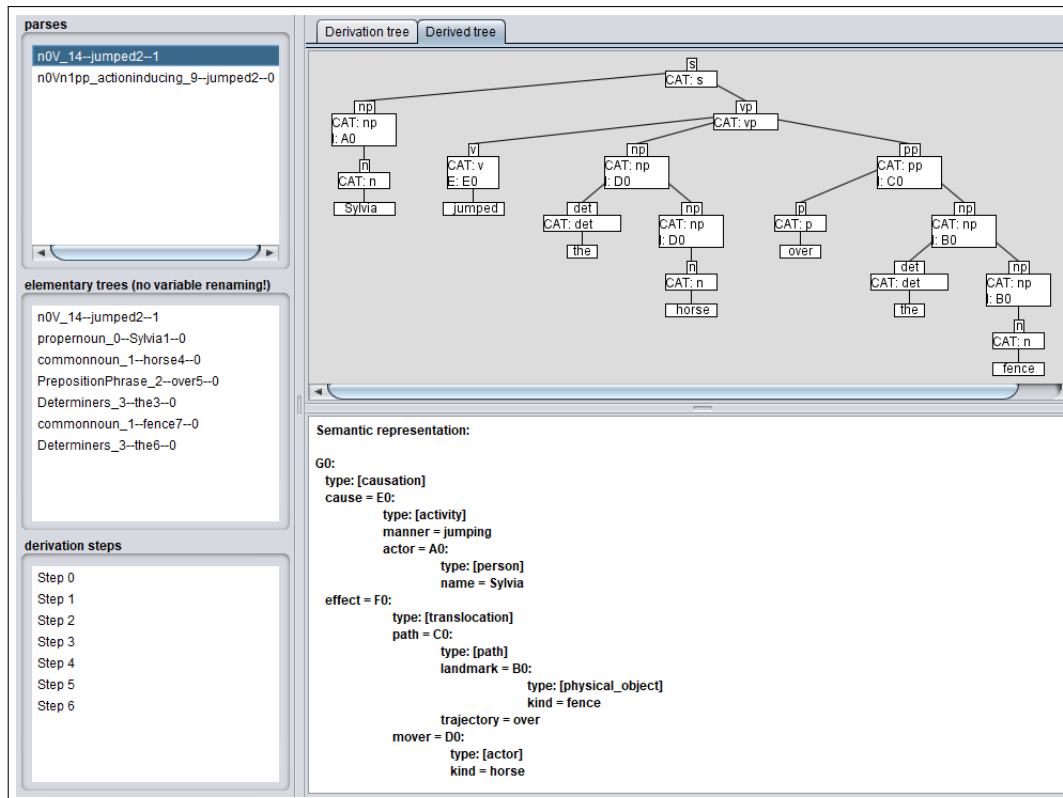 parses
n0V_14--jumped2--1
n0Vn1pp_actioninducing_9--jumped2--0
elementary trees (no variable renaming!)
n0V_14--jumped2--1
propernoun_0--Sylvia1--0
commonnoun_1--horse4--0
PrepositionPhrase_2--over5--0
Determiners_3--the3--0
commonnoun_1--fence7--0
Determiners_3--the6--0
derivation steps
Step 0
Step 1
Step 2
Step 3
Step 4
Step 5
Step 6
Derivation tree Derived tree
s
CAT: s
np vp
CAT: np CAT: vp
I: A0
v np pp
n CAT: v CAT: np CAT: pp
CAT: n E: E0 I: D0 I: C0
Sylvia jumped det np p np
CAT: det CAT: np CAT: p CAT: np
the I: D0 over I: B0
n det np
CAT: n CAT: det CAT: np
horse the I: B0
n
CAT: n
fence
Semantic representation:
G0:
type: [causation]
cause = E0:
type: [activity]
manner = jumping
actor = A0:
type: [person]
name = Sylvia
effect = F0:
type: [translocation]
path = C0:
type: [path]
landmark = B0:
type: [physical_object]
kind = fence
trajectory = over
mover = D0:
type: [actor]
kind = horse